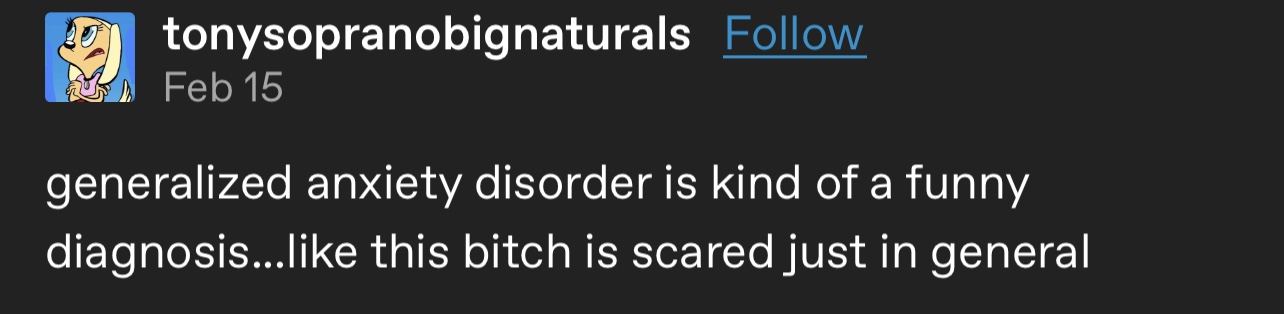 tonysopranobignaturals Follow
Feb 15
generalized anxiety disorder is kind of a funny
diagnosis...like this bitch is scared just in general